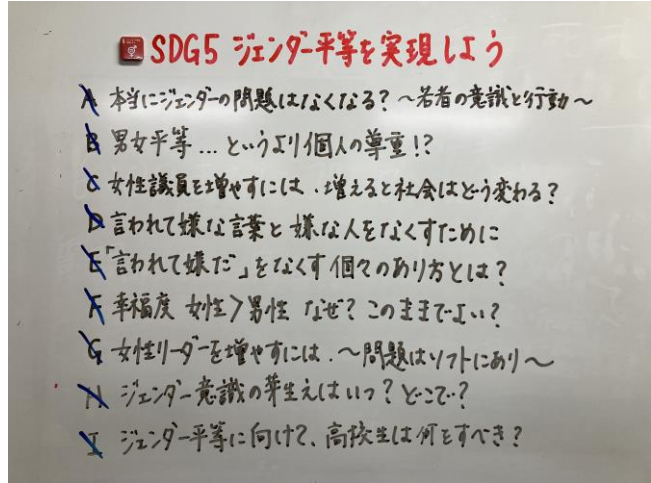 SDG5 ジェンダー平等を実現しよう
A 本当にジェンダーの問題はなくなる？～若者の意識と行動～
B 男女平等…というより個人の尊重!?
C 女性議員を増やすには．増えると社会はどう変わる？
D 言われて嫌な言葉と嫌な人をなくすために
E 「言われて嫌だ」をなくす個々のあり方とは？
F 幸福度 女性＞男性 なぜ？このままでよい？
G 女性リーダーを増やすには．～問題はソフトにあり～
H ジェンダー意識の芽生えはいつ？どこで？
I ジェンダー平等に向けて、高校生は何をすべき？